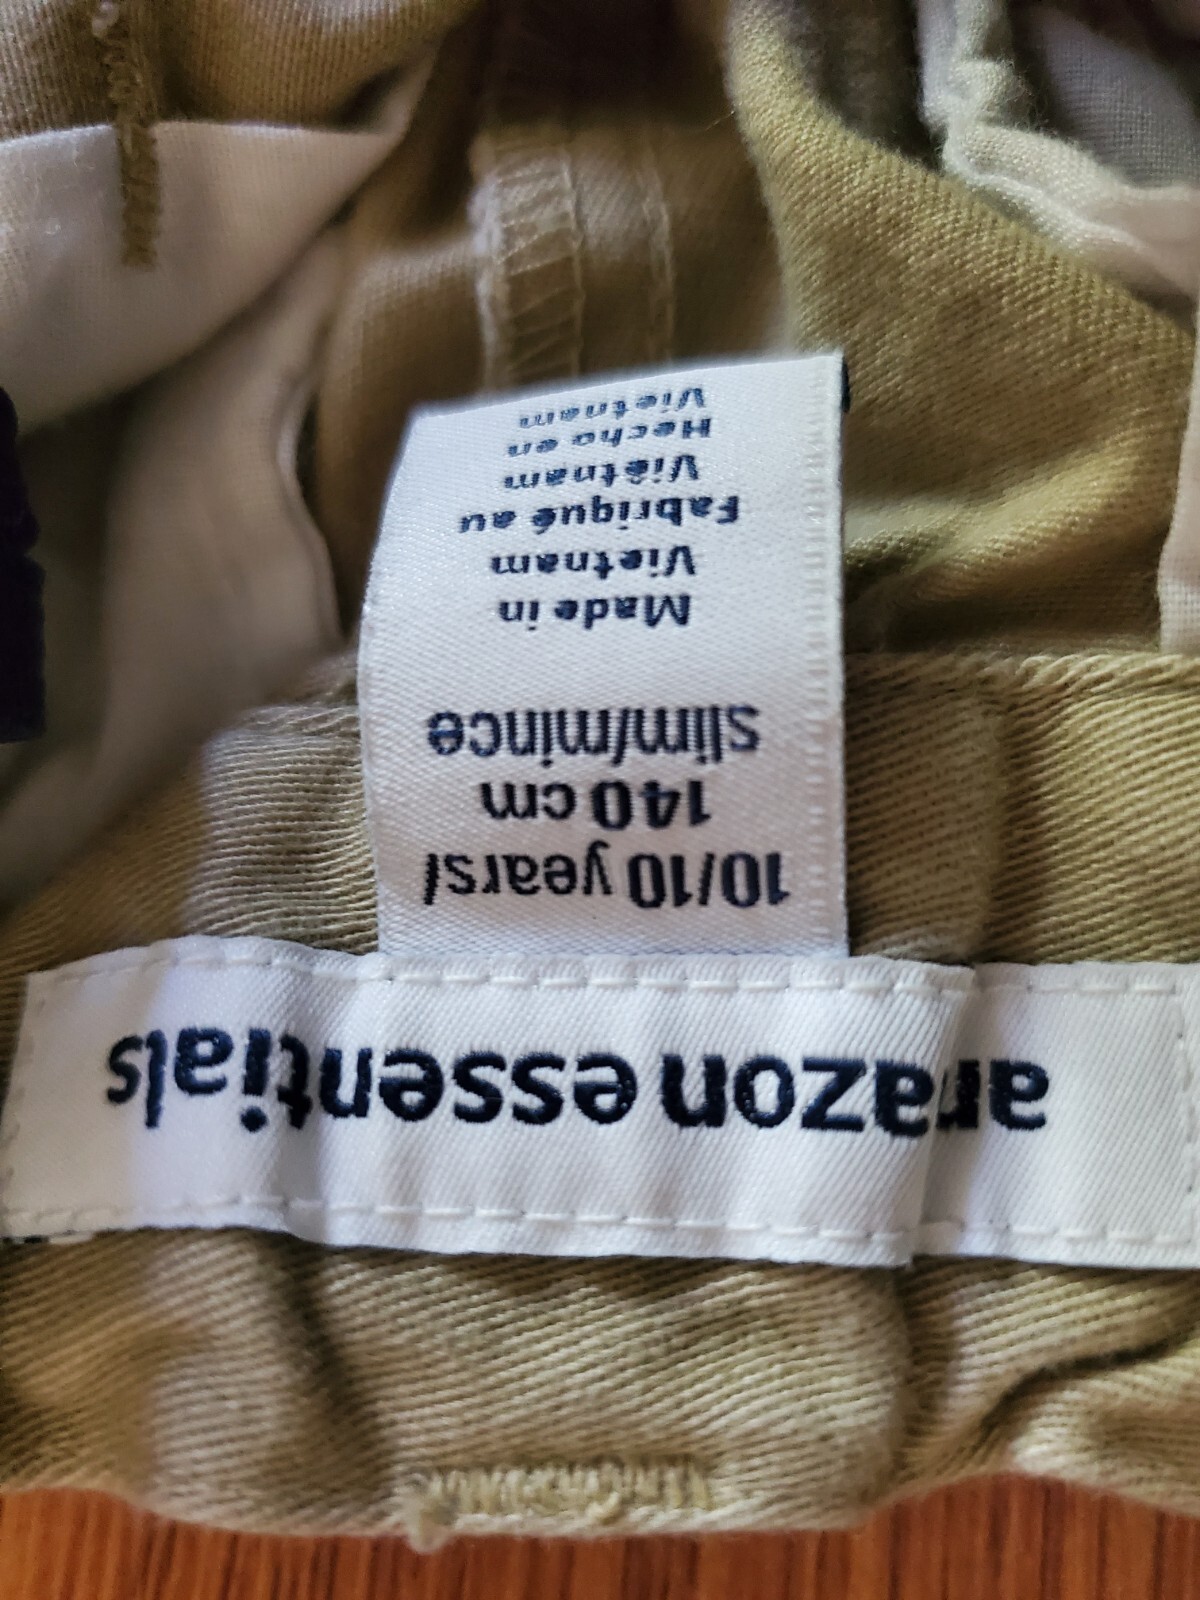 amazon essentials
10/10 years/
140 cm
slim/mince
Made in
Vietnam
Fabriqué au
Viêtnam
Hecho en
Vietnam